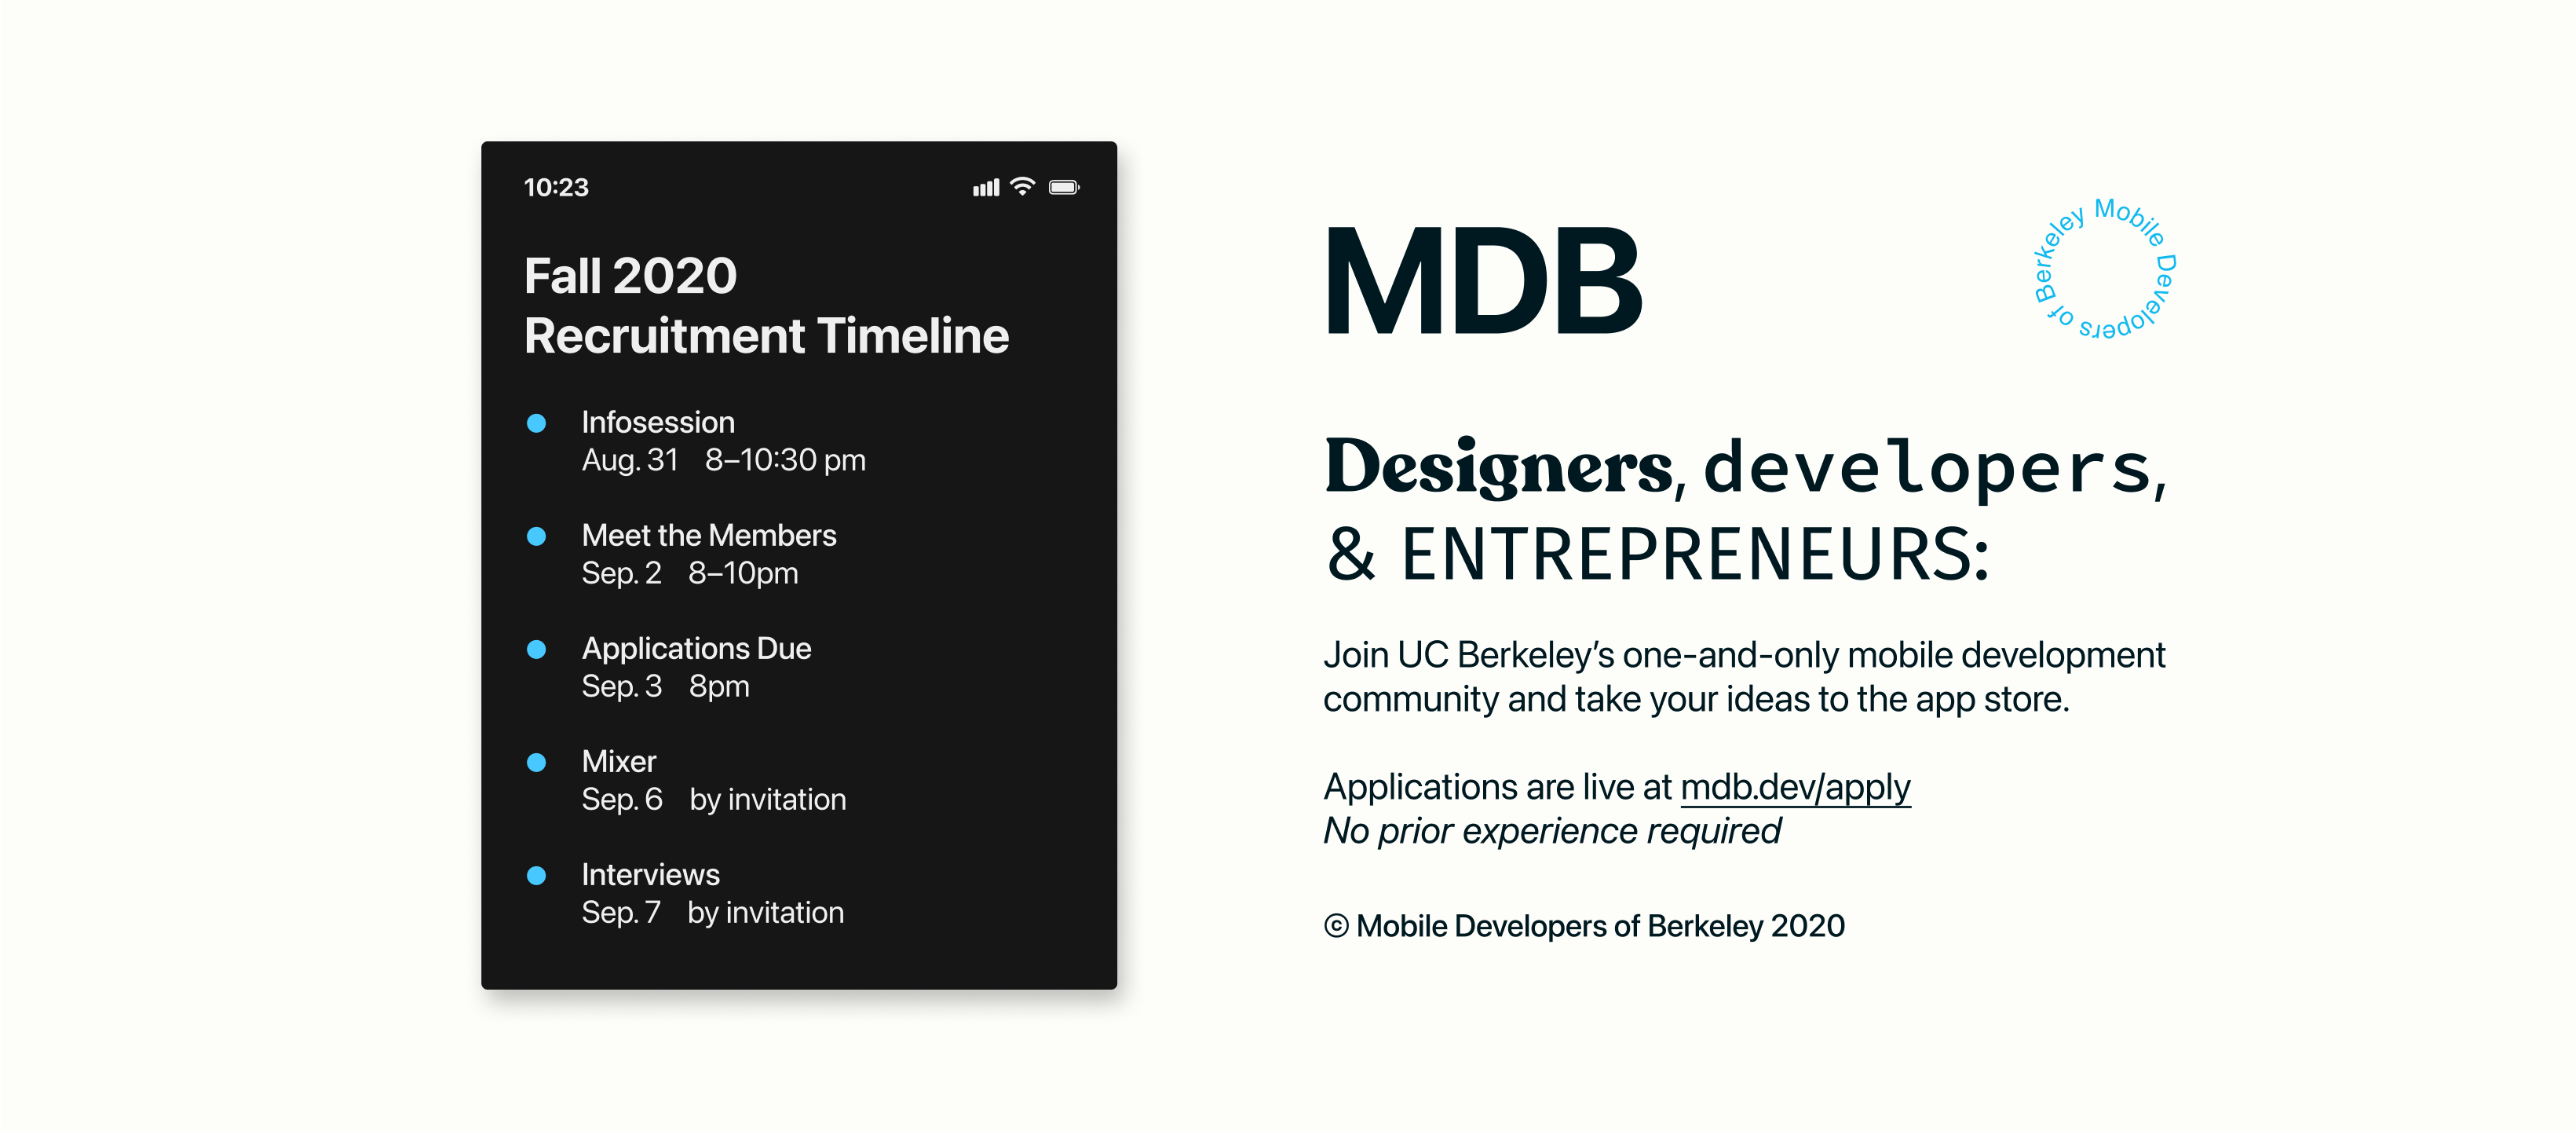 10:23
Fall 2020
Recruitment Timeline
Infosession
Aug. 31 8–10:30 pm
Meet the Members
Sep. 2 8–10pm
Applications Due
Sep. 3 8pm
Mixer
Sep. 6 by invitation
Interviews
Sep. 7 by invitation
MDB
Mobile Developers of Berkeley
Designers, developers,
& ENTREPRENEURS:
Join UC Berkeley’s one-and-only mobile development
community and take your ideas to the app store.
Applications are live at mdb.dev/apply
No prior experience required
© Mobile Developers of Berkeley 2020